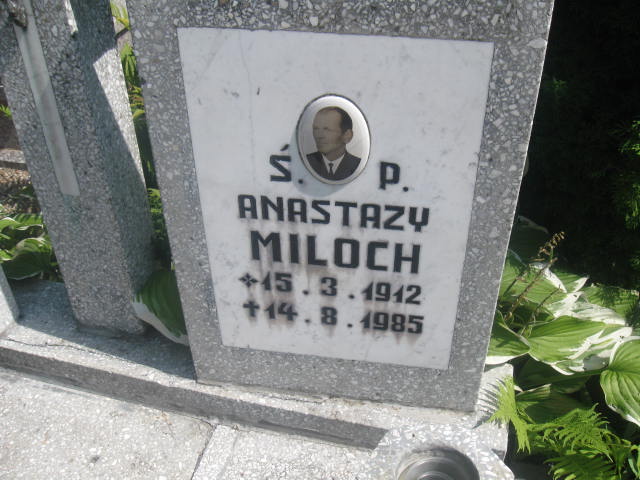 Ś. P.
ANASTAZY
MILOCH
*15.3.1912
†14.8.1985